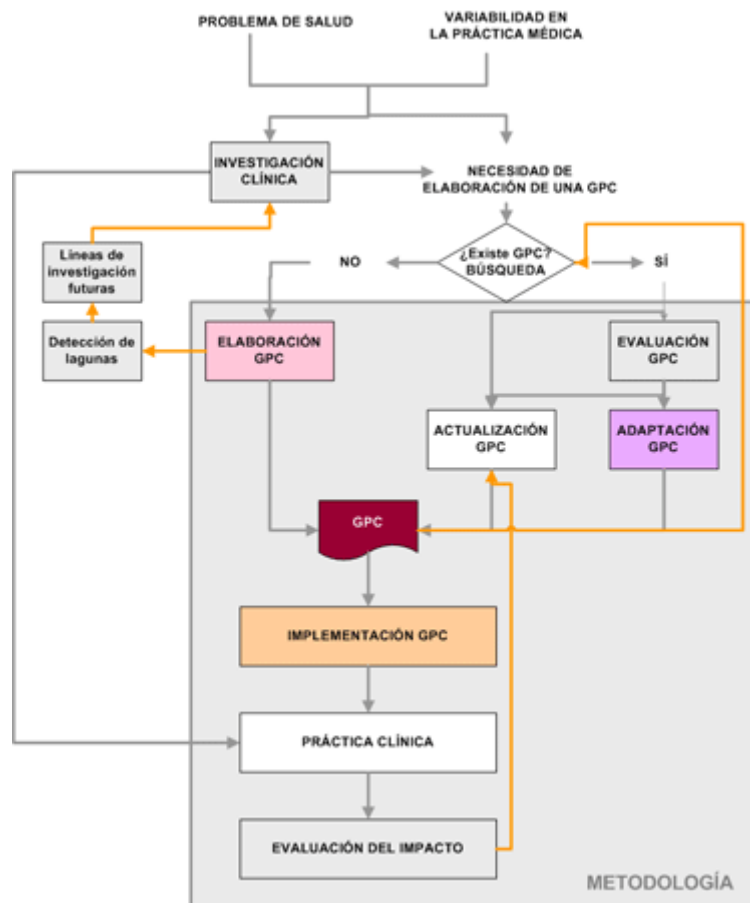 PROBLEMA DE SALUD
VARIABILIDAD EN
LA PRÁCTICA MÉDICA
INVESTIGACIÓN
CLÍNICA
NECESIDAD DE
ELABORACIÓN DE UNA GPC
Lineas de
investigación
futuras
NO
¿Existe GPC?
BÚSQUEDA
SÍ
Detección de
lagunas
ELABORACIÓN
GPC
EVALUACIÓN
GPC
ACTUALIZACIÓN
GPC
ADAPTACIÓN
GPC
GPC
IMPLEMENTACIÓN GPC
PRÁCTICA CLÍNICA
EVALUACIÓN DEL IMPACTO
METODOLOGÍA